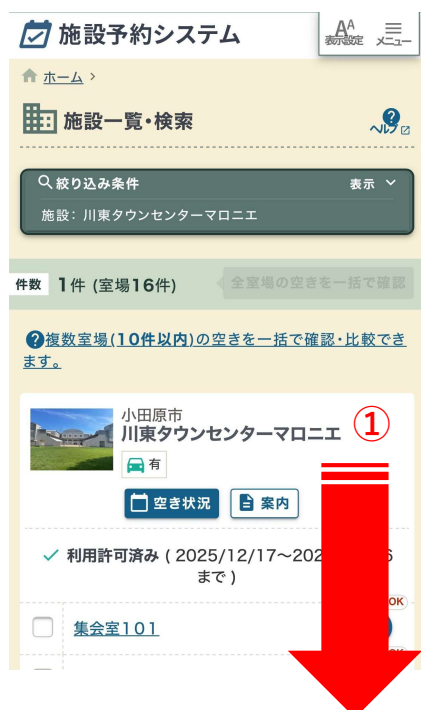 施設予約システム
AA
表示設定
メニュー
ホーム >
施設一覧・検索
ヘルプ
絞り込み条件
表示
施設: 川東タウンセンターマロニエ
件数 1件 (室場16件)
全室場の空きを一括で確認
?複数室場(10件以内)の空きを一括で確認・比較でき
ます。
小田原市
川東タウンセンターマロニエ
①
有
空き状況
案内
利用許可済み ( 2025/12/17～202
まで )
OK
集会室101